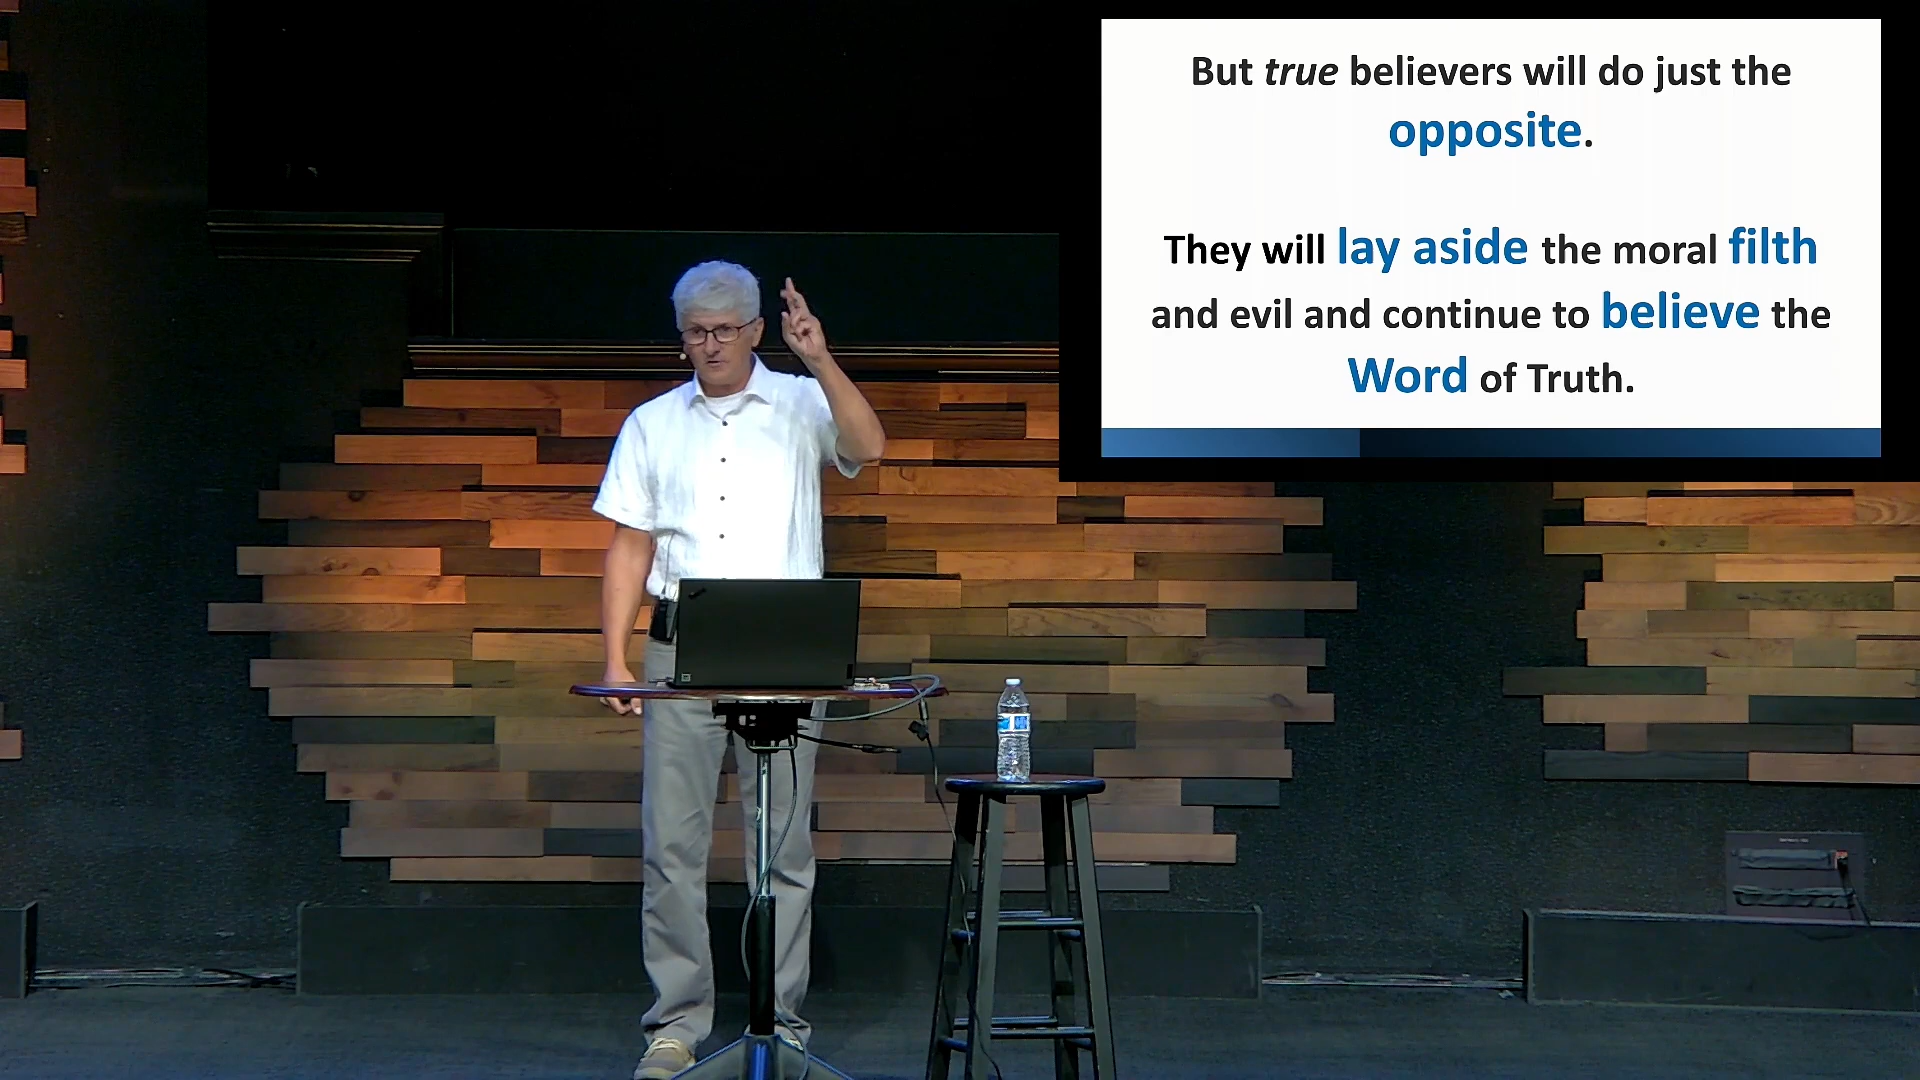 But true believers will do just the
opposite.
They will lay aside the moral filth
and evil and continue to believe the
Word of Truth.